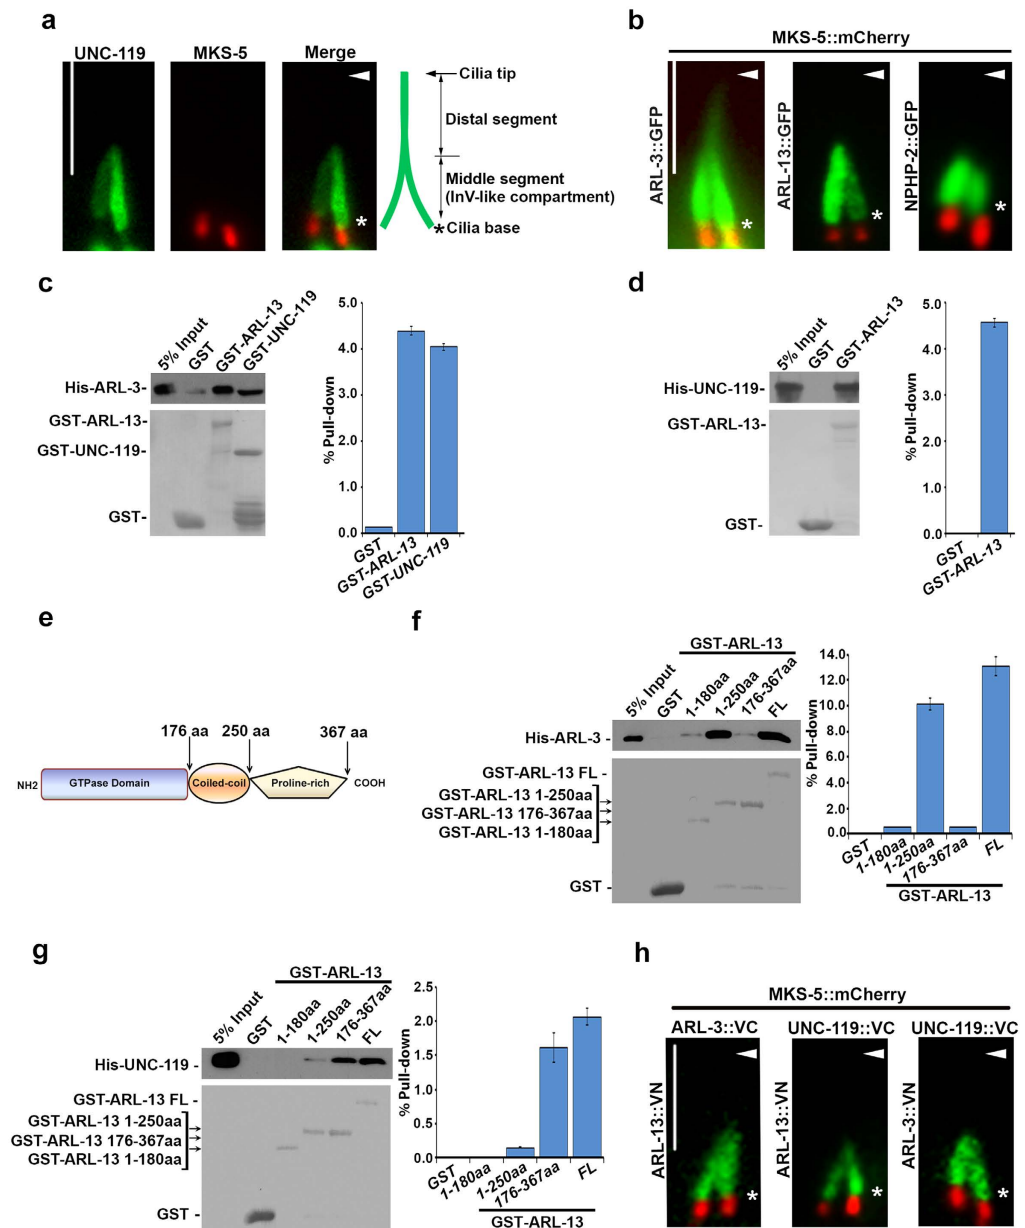 a
UNC-119
MKS-5
Merge
Cilia tip
Distal segment
Middle segment
(InV-like compartment)
* Cilia base
*
b
MKS-5::mCherry
ARL-3::GFP
ARL-13::GFP
NPHP-2::GFP
*
*
*
c
5% Input
GST
GST-ARL-13
GST-UNC-119
His-ARL-3-
GST-ARL-13-
GST-UNC-119-
GST-
% Pull-down
5.0
4.0
3.0
2.0
1.0
0.0
GST
GST-ARL-13
GST-UNC-119
d
5% Input
GST
GST-ARL-13
His-UNC-119-
GST-ARL-13-
GST-
% Pull-down
5.0
4.0
3.0
2.0
1.0
0.0
GST
GST-ARL-13
e
176 aa
250 aa
367 aa
NH2
GTPase Domain
Coiled-coil
Proline-rich
COOH
f
GST-ARL-13
5% Input
GST
1-180aa
1-250aa
176-367aa
FL
His-ARL-3 -
GST-ARL-13 FL -
GST-ARL-13 1-250aa
GST-ARL-13 176-367aa
GST-ARL-13 1-180aa
GST -
% Pull-down
14.0
12.0
10.0
8.0
6.0
4.0
2.0
0.0
GST
1-180aa
1-250aa
176-367aa
FL
GST-ARL-13
g
GST-ARL-13
5% Input
GST
1-180aa
1-250aa
176-367aa
FL
His-UNC-119 -
GST-ARL-13 FL -
GST-ARL-13 1-250aa
GST-ARL-13 176-367aa
GST-ARL-13 1-180aa
GST -
% Pull-down
2.5
2.0
1.5
1.0
0.5
0.0
GST
1-180aa
1-250aa
176-367aa
FL
GST-ARL-13
h
MKS-5::mCherry
ARL-3::VC
UNC-119::VC
UNC-119::VC
ARL-13::VN
ARL-13::VN
ARL-3::VN
*
*
*